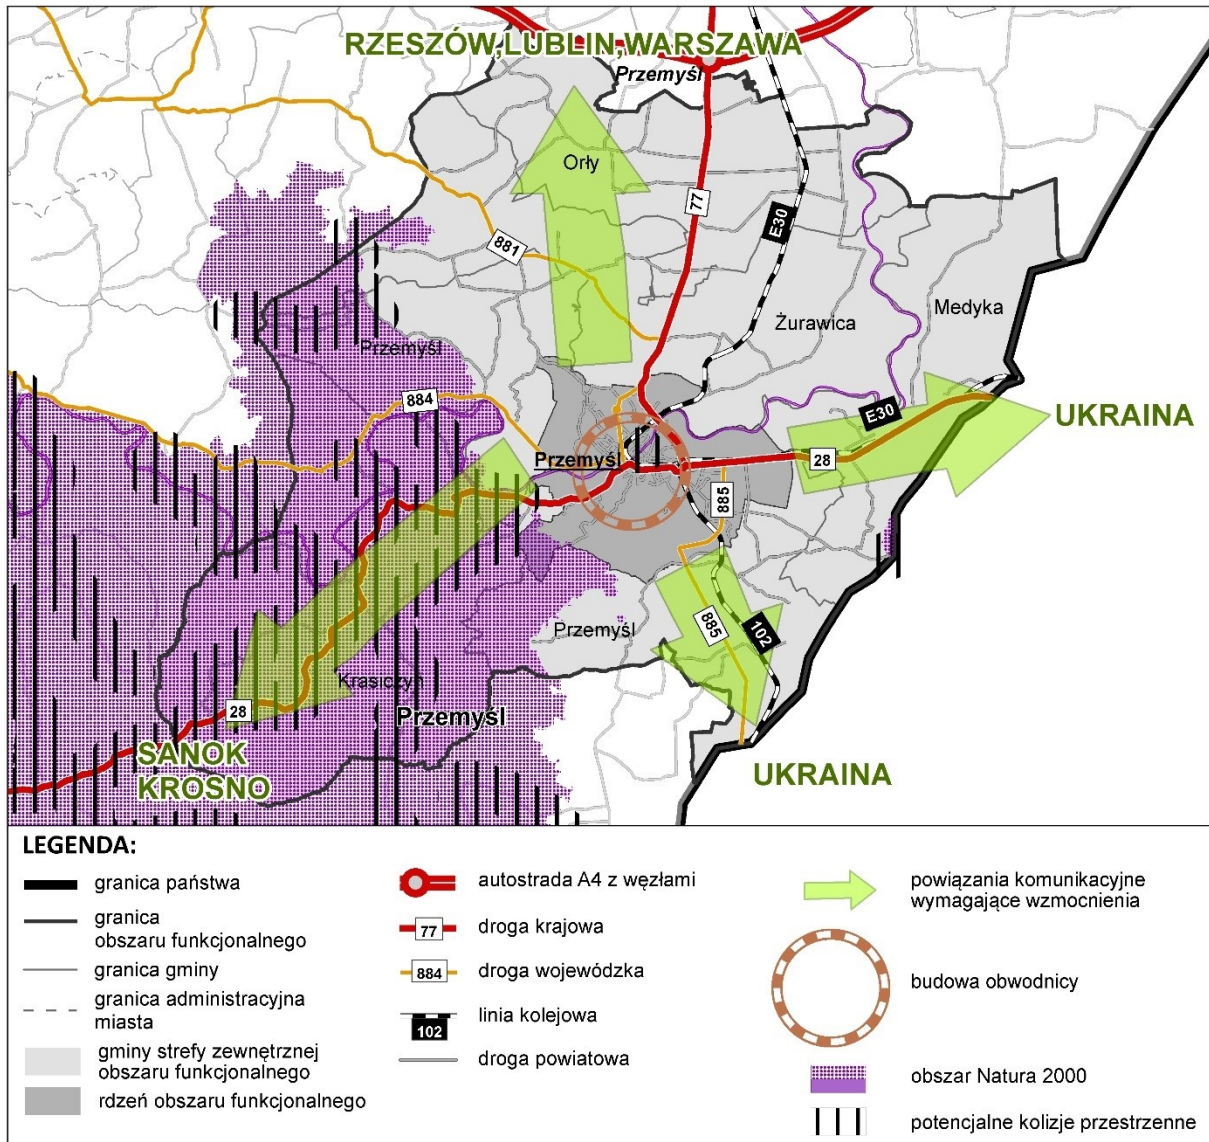 RZESZÓW,LUBLIN,WARSZAWA
Przemyśl
Orły
77
E30
881
Żurawica
Medyka
Przemyśl
884
E30
UKRAINA
Przemyśl
28
885
885
102
Przemyśl
Krasiczyn
28
Przemyśl
SANOK
KROSNO
UKRAINA
LEGENDA:
granica państwa
granica
obszaru funkcjonalnego
granica gminy
granica administracyjna
miasta
gminy strefy zewnętrznej
obszaru funkcjonalnego
rdzeń obszaru funkcjonalnego
autostrada A4 z węzłami
77
droga krajowa
884
droga wojewódzka
linia kolejowa
102
droga powiatowa
powiązania komunikacyjne
wymagające wzmocnienia
budowa obwodnicy
obszar Natura 2000
potencjalne kolizje przestrzenne